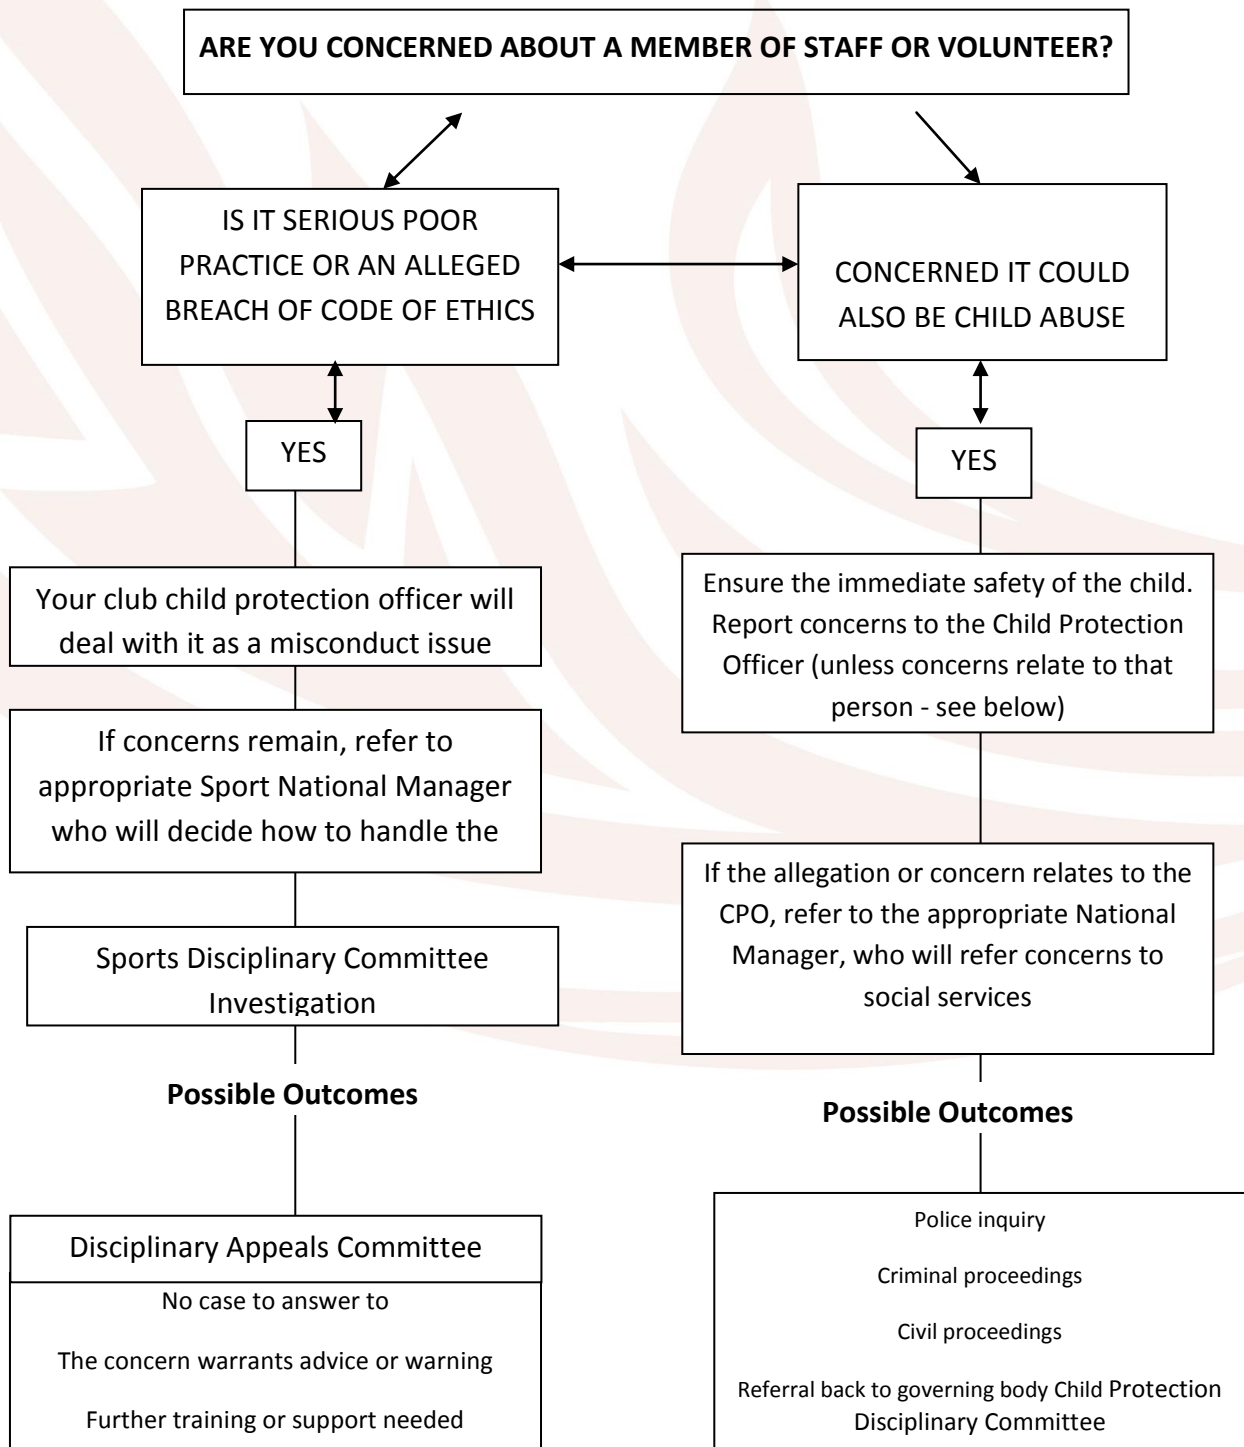 ARE YOU CONCERNED ABOUT A MEMBER OF STAFF OR VOLUNTEER?
IS IT SERIOUS POOR
PRACTICE OR AN ALLEGED
BREACH OF CODE OF ETHICS
CONCERNED IT COULD
ALSO BE CHILD ABUSE
YES
YES
Your club child protection officer will
deal with it as a misconduct issue
If concerns remain, refer to
appropriate Sport National Manager
who will decide how to handle the
Sports Disciplinary Committee
Investigation
Possible Outcomes
Disciplinary Appeals Committee
No case to answer to
The concern warrants advice or warning
Further training or support needed
Ensure the immediate safety of the child.
Report concerns to the Child Protection
Officer (unless concerns relate to that
person - see below)
If the allegation or concern relates to the
CPO, refer to the appropriate National
Manager, who will refer concerns to
social services
Possible Outcomes
Police inquiry
Criminal proceedings
Civil proceedings
Referral back to governing body Child Protection
Disciplinary Committee